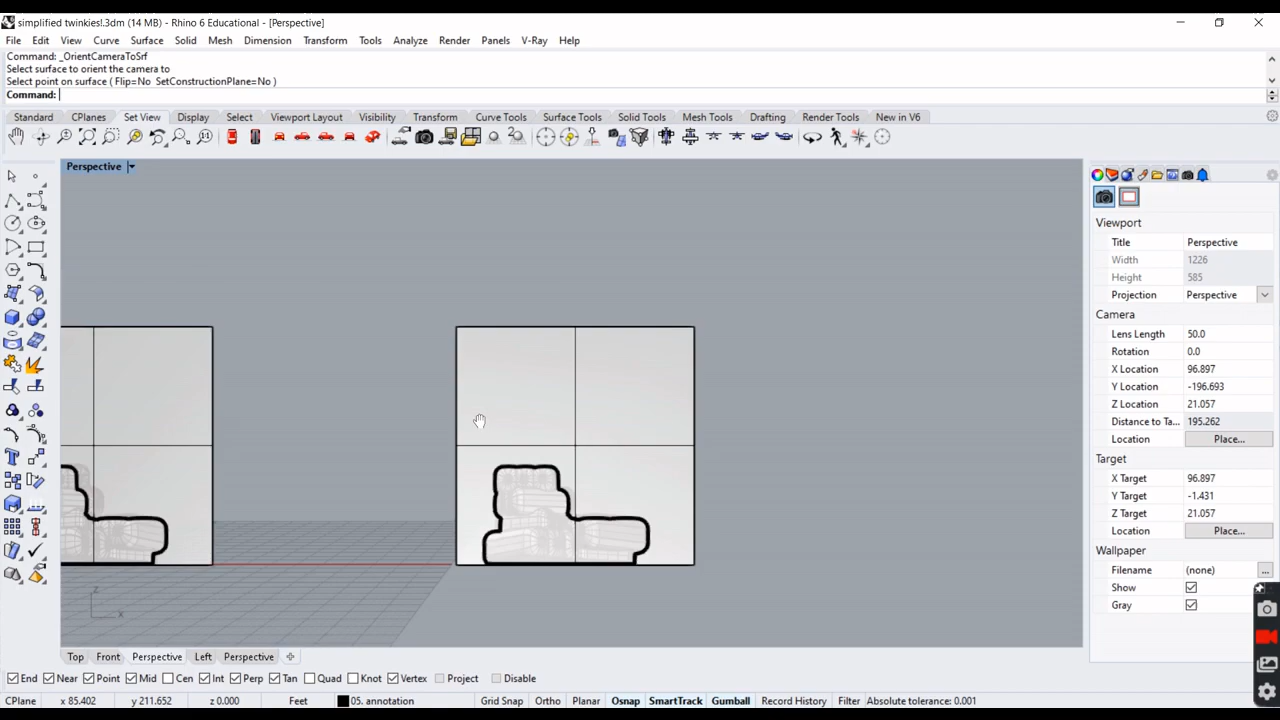 simplified twinkies!.3dm (14 MB) - Rhino 6 Educational - [Perspective]
File Edit View Curve Surface Solid Mesh Dimension Transform Tools Analyze Render Panels V-Ray Help
Command: _OrientCameraToSrf
Select surface to orient the camera to
Select point on surface ( Flip=No SetConstructionPlane=No )
Command:
Standard CPlanes Set View Display Select Viewport Layout Visibility Transform Curve Tools Surface Tools Solid Tools Mesh Tools Drafting Render Tools New in V6
Perspective
Viewport
Title Perspective
Width 1226
Height 585
Projection Perspective
Camera
Lens Length 50.0
Rotation 0.0
X Location 96.897
Y Location -196.693
Z Location 21.057
Distance to Ta... 195.262
Location Place...
Target
X Target 96.897
Y Target -1.431
Z Target 21.057
Location Place...
Wallpaper
Filename (none) ...
Show
Gray
z
x
Top Front Perspective Left Perspective
End Near Point Mid Cen Int Perp Tan Quad Knot Vertex Project Disable
CPlane x 85.402 y 211.652 z 0.000 Feet 05. annotation Grid Snap Ortho Planar Osnap SmartTrack Gumball Record History Filter Absolute tolerance: 0.001